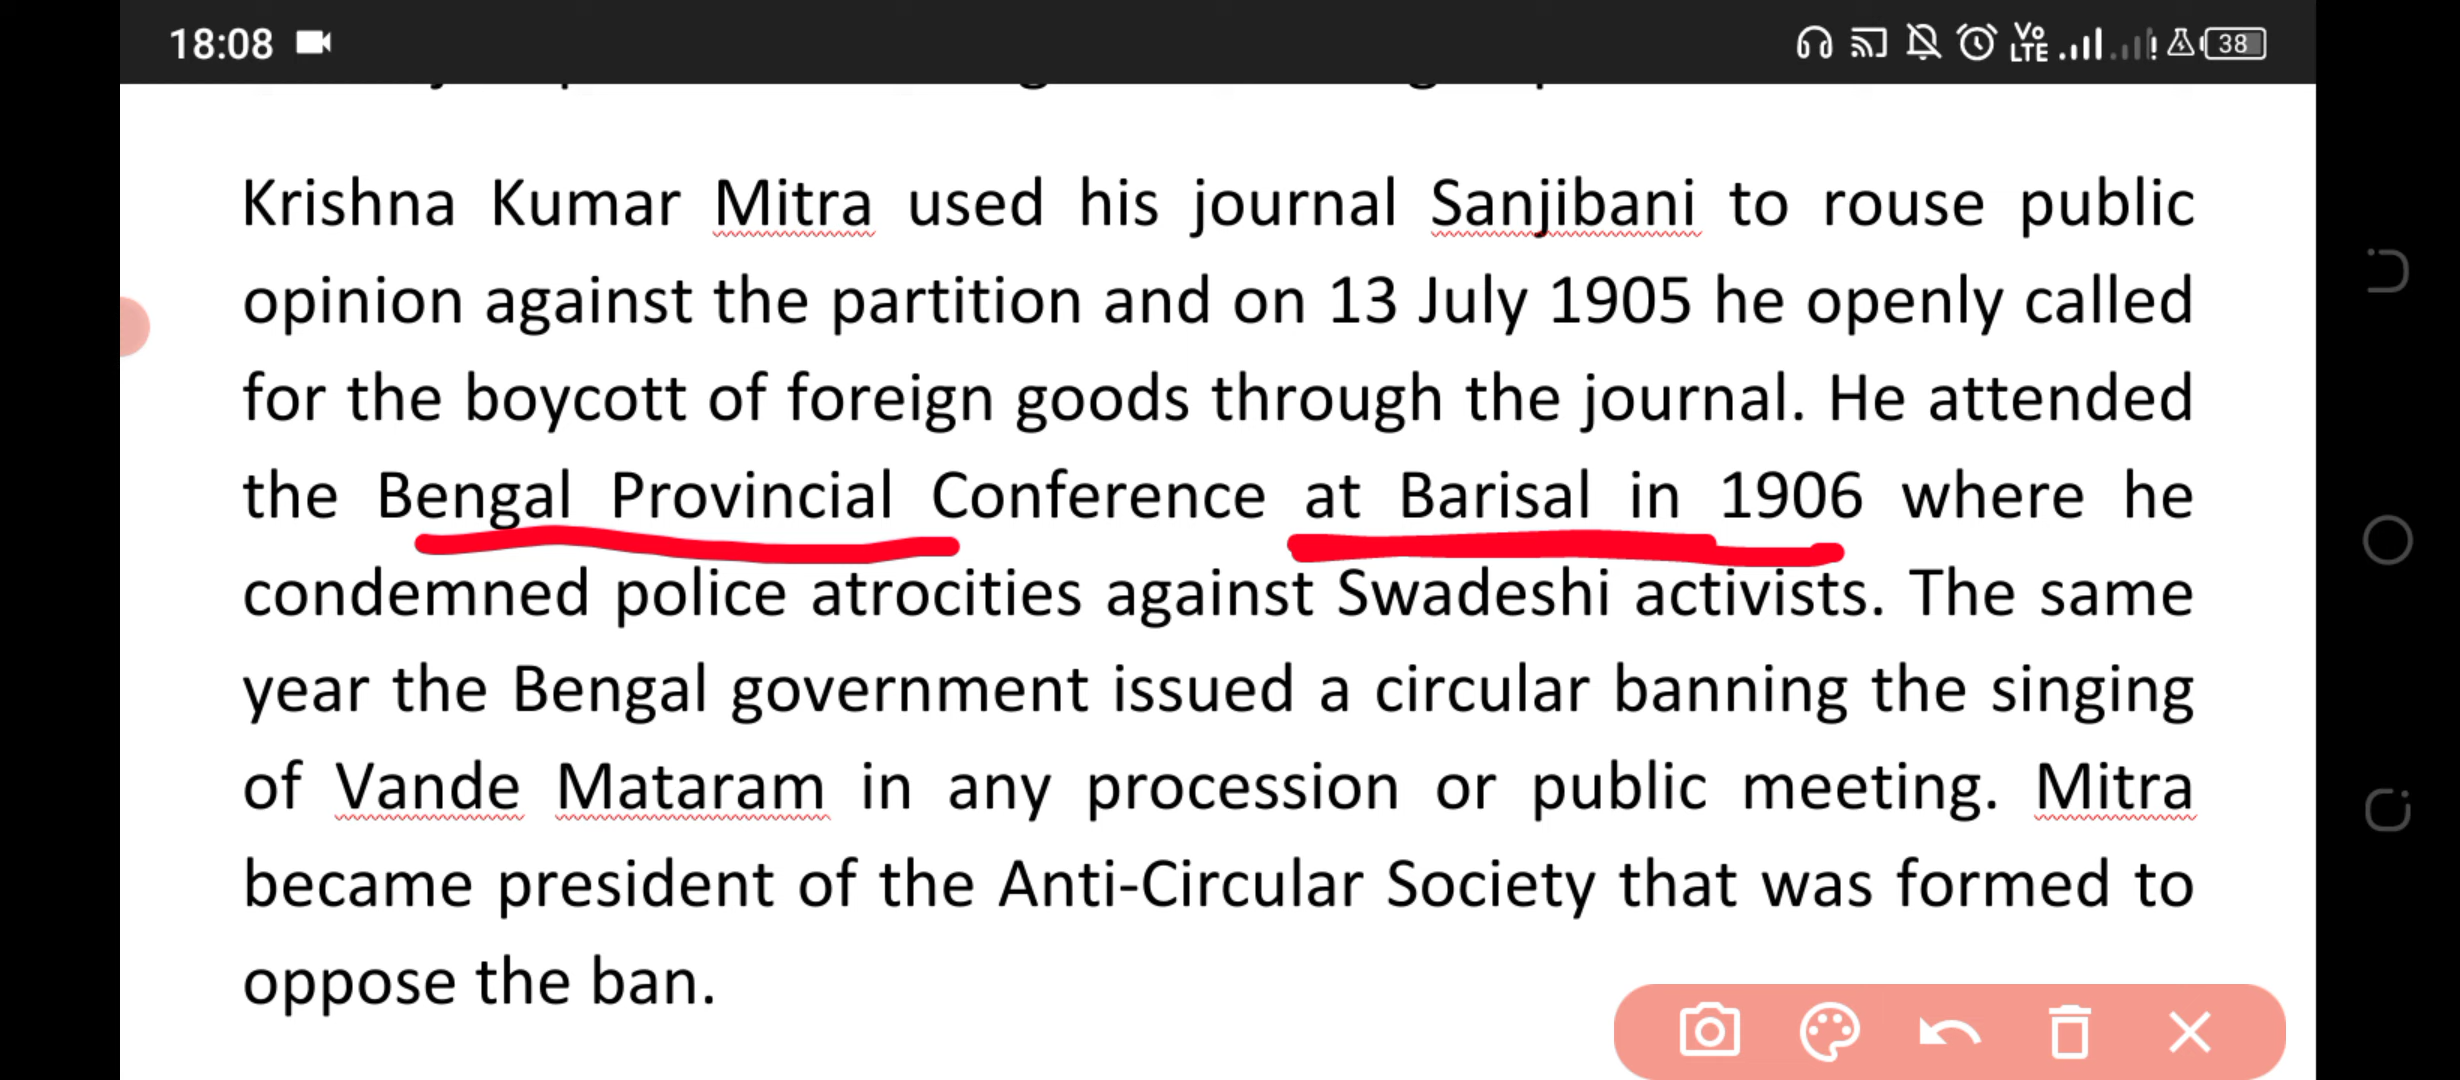 18:08 Vo LTE 38
Krishna Kumar Mitra used his journal Sanjibani to rouse public
opinion against the partition and on 13 July 1905 he openly called
for the boycott of foreign goods through the journal. He attended
the Bengal Provincial Conference at Barisal in 1906 where he
condemned police atrocities against Swadeshi activists. The same
year the Bengal government issued a circular banning the singing
of Vande Mataram in any procession or public meeting. Mitra
became president of the Anti-Circular Society that was formed to
oppose the ban.